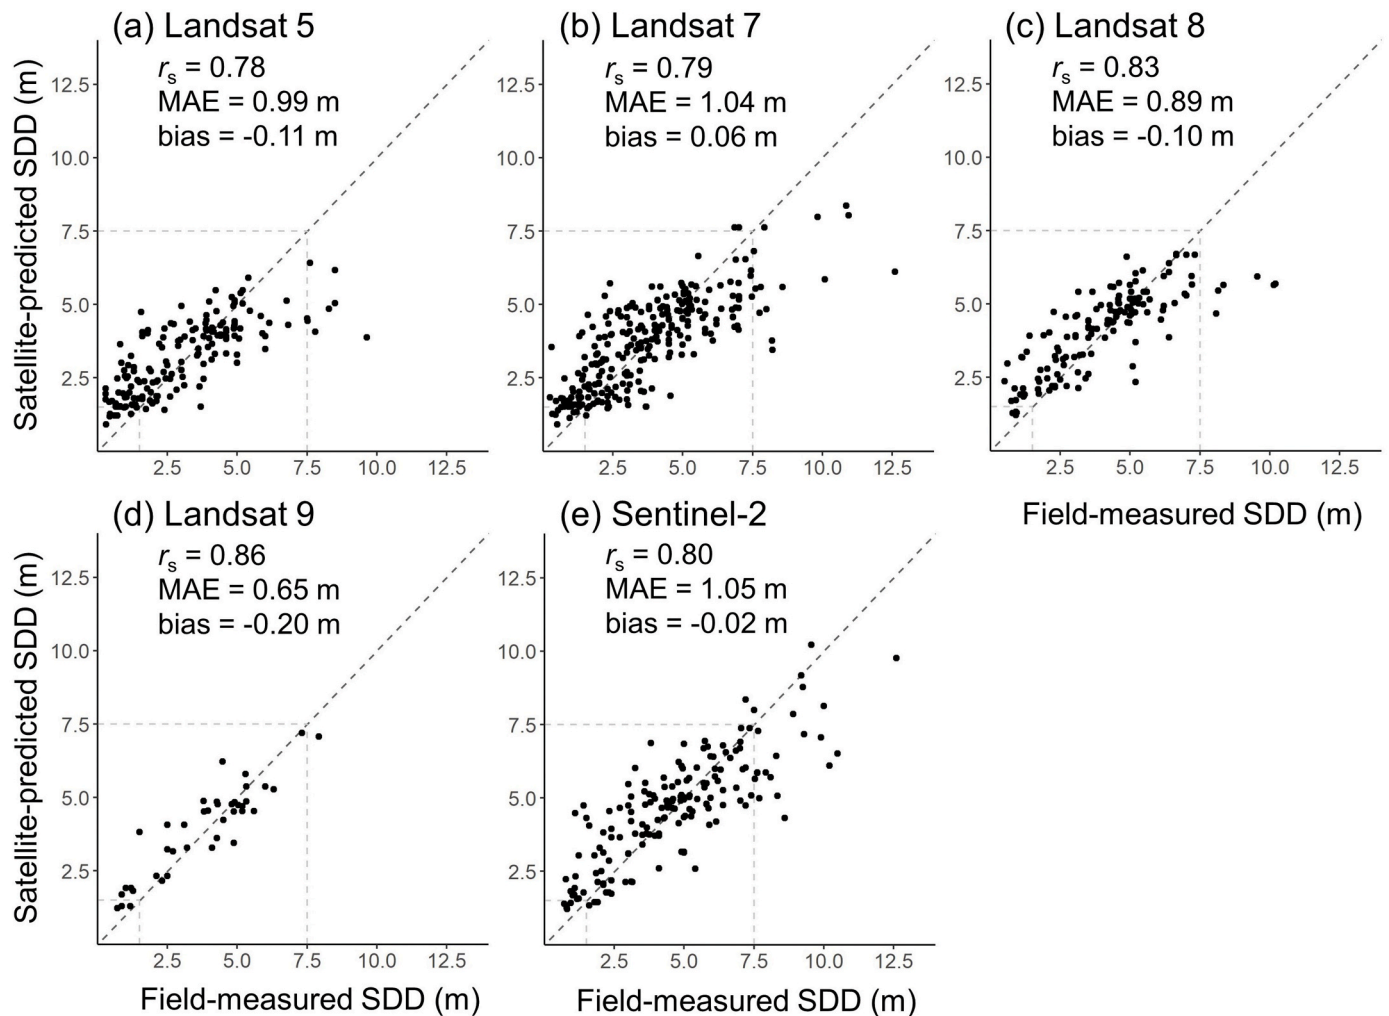 (a) Landsat 5
(b) Landsat 7
(c) Landsat 8
rs = 0.78
MAE = 0.99 m
bias = -0.11 m
rs = 0.79
MAE = 1.04 m
bias = 0.06 m
rs = 0.83
MAE = 0.89 m
bias = -0.10 m
Satellite-predicted SDD (m)
12.5
10.0
7.5
5.0
2.5
2.5 5.0 7.5 10.0 12.5
12.5
10.0
7.5
5.0
2.5
2.5 5.0 7.5 10.0 12.5
12.5
10.0
7.5
5.0
2.5
2.5 5.0 7.5 10.0 12.5
Field-measured SDD (m)
(d) Landsat 9
(e) Sentinel-2
rs = 0.86
MAE = 0.65 m
bias = -0.20 m
rs = 0.80
MAE = 1.05 m
bias = -0.02 m
Satellite-predicted SDD (m)
12.5
10.0
7.5
5.0
2.5
2.5 5.0 7.5 10.0 12.5
12.5
10.0
7.5
5.0
2.5
2.5 5.0 7.5 10.0 12.5
Field-measured SDD (m)
Field-measured SDD (m)